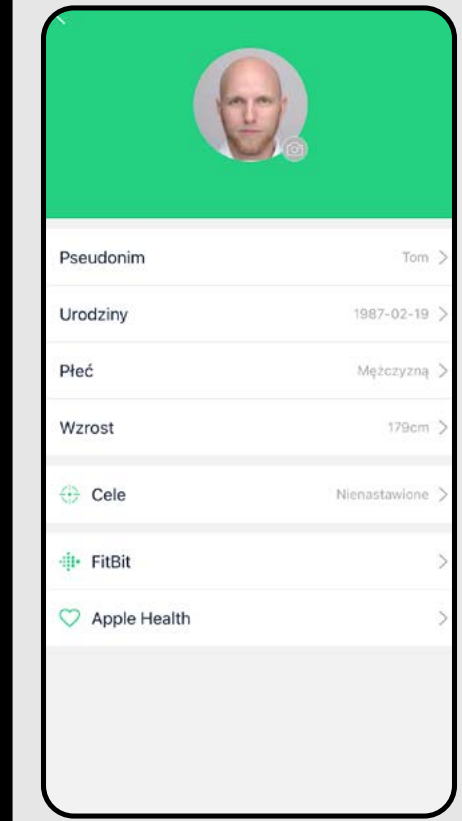 Pseudonim Tom
Urodziny 1987-02-19
Płeć Mężczyzną
Wzrost 179cm
Cele Nienastawione
FitBit
Apple Health